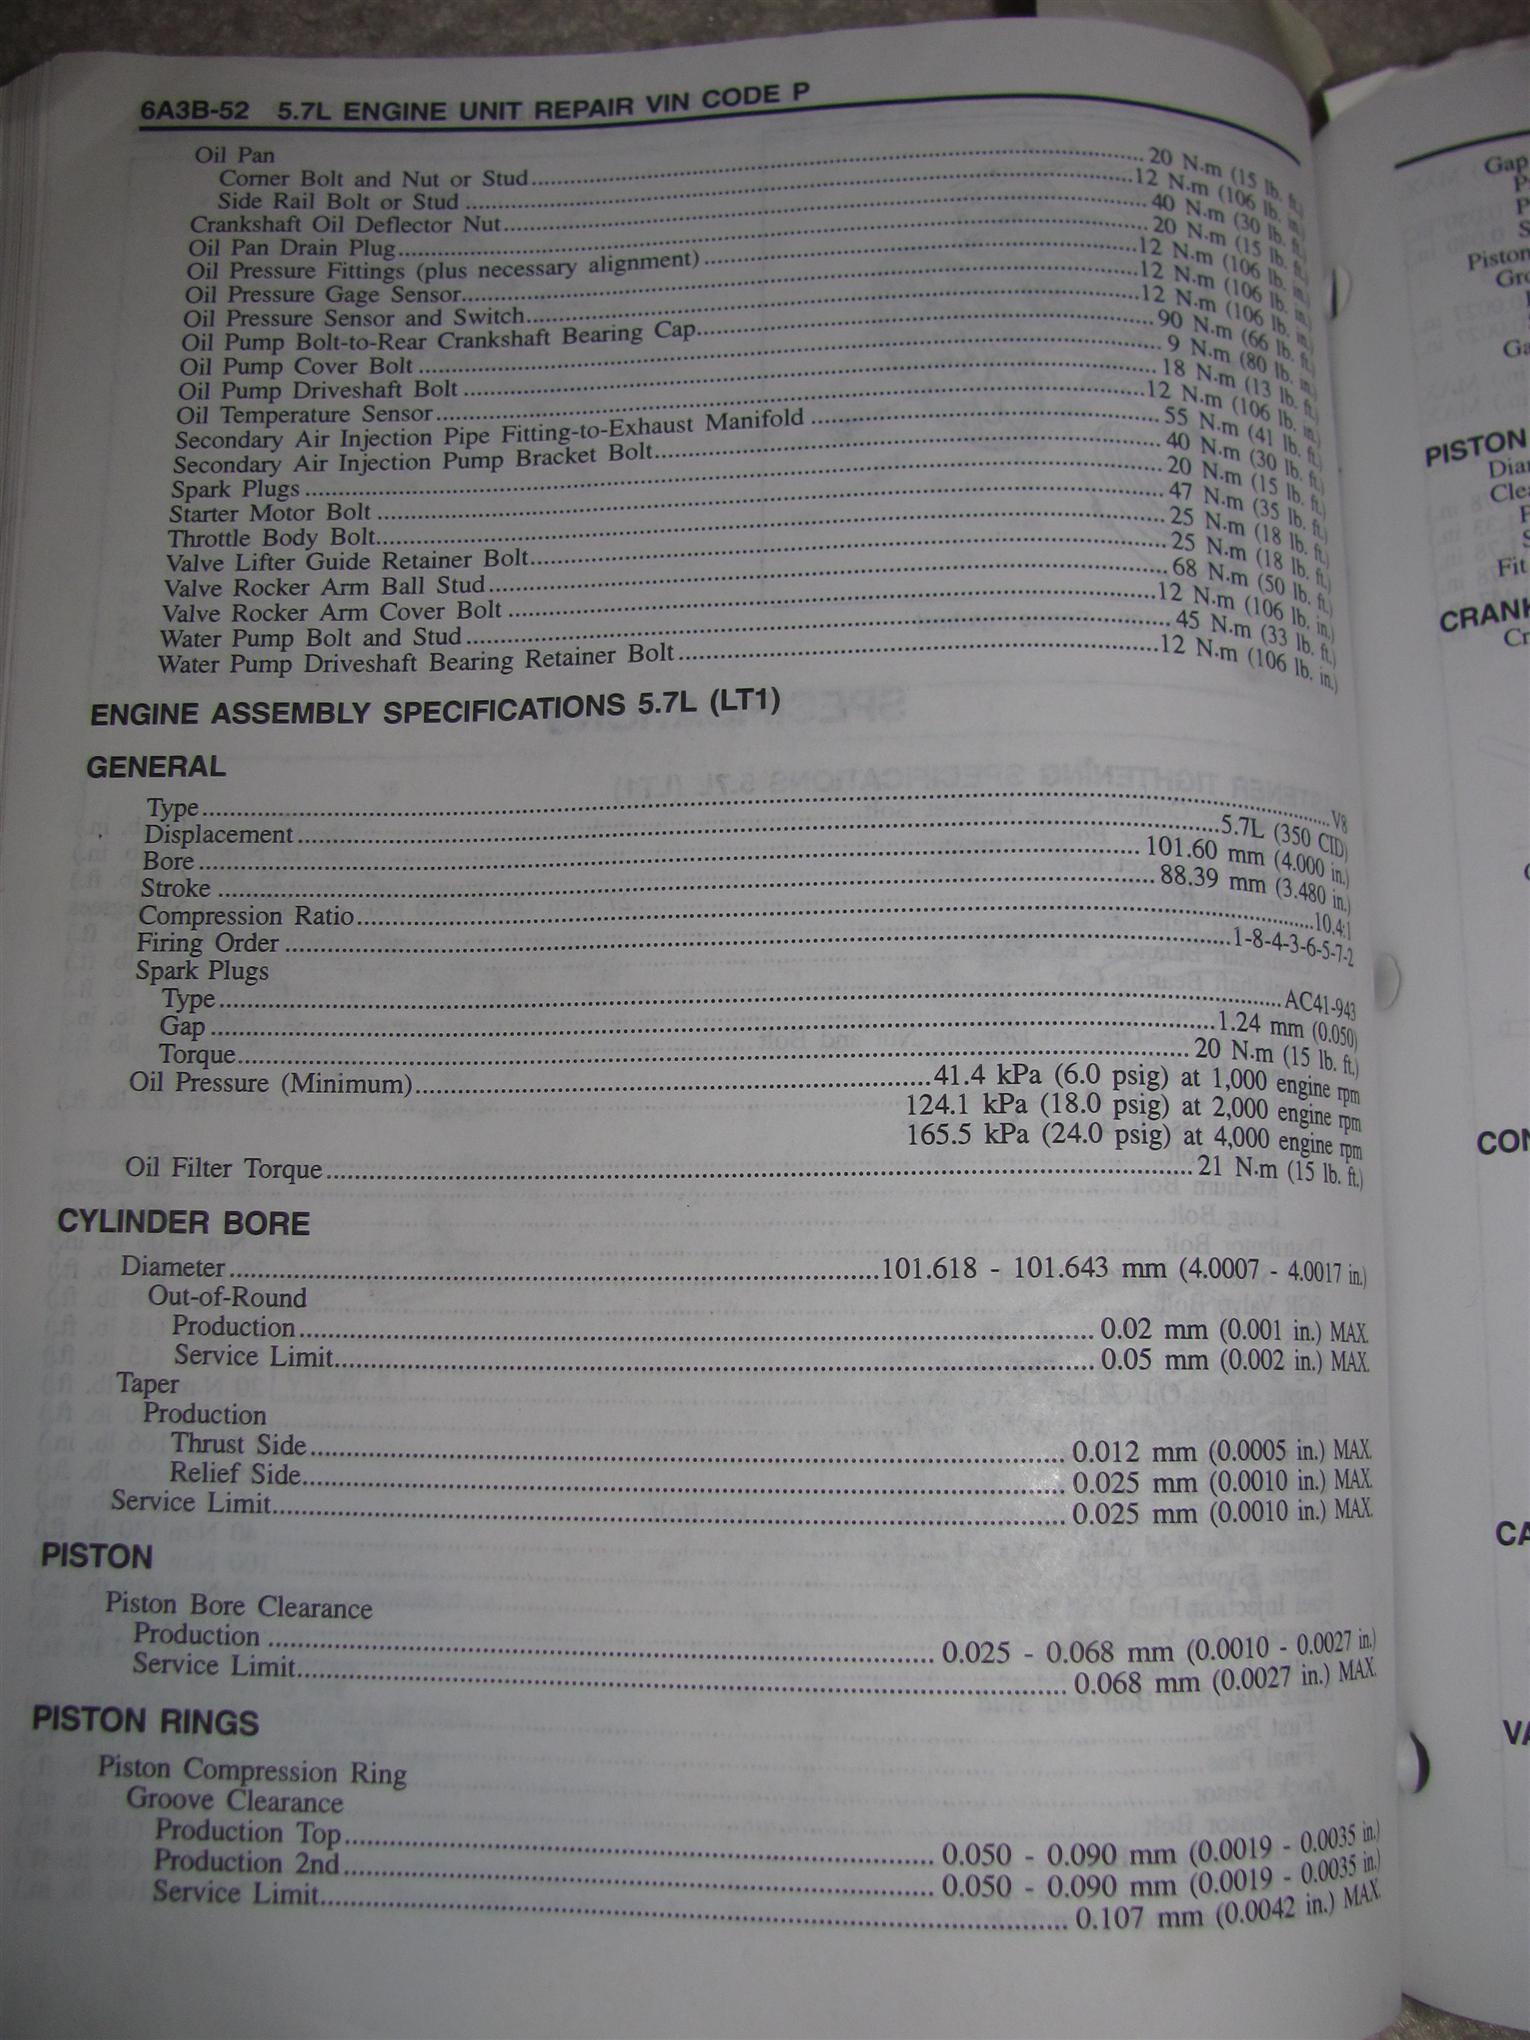 6A3B-52 5.7L ENGINE UNIT REPAIR VIN CODE P
Oil Pan
Corner Bolt and Nut or Stud 20 N·m (15 lb. ft.)
Side Rail Bolt or Stud 12 N·m (106 lb. in.)
Crankshaft Oil Deflector Nut 40 N·m (30 lb. ft.)
Oil Pan Drain Plug 20 N·m (15 lb. ft.)
Oil Pressure Fittings (plus necessary alignment) 12 N·m (106 lb. in.)
Oil Pressure Gage Sensor 12 N·m (106 lb. in.)
Oil Pressure Sensor and Switch 12 N·m (106 lb. in.)
Oil Pump Bolt-to-Rear Crankshaft Bearing Cap 90 N·m (66 lb. ft.)
Oil Pump Cover Bolt 9 N·m (80 lb. in.)
Oil Pump Driveshaft Bolt 18 N·m (13 lb. ft.)
Oil Temperature Sensor 12 N·m (106 lb. in.)
Secondary Air Injection Pipe Fitting-to-Exhaust Manifold 55 N·m (41 lb. ft.)
Secondary Air Injection Pump Bracket Bolt 40 N·m (30 lb. ft.)
Spark Plugs 20 N·m (15 lb. ft.)
Starter Motor Bolt 47 N·m (35 lb. ft.)
Throttle Body Bolt 25 N·m (18 lb. ft.)
Valve Lifter Guide Retainer Bolt 25 N·m (18 lb. ft.)
Valve Rocker Arm Ball Stud 68 N·m (50 lb. ft.)
Valve Rocker Arm Cover Bolt 12 N·m (106 lb. in.)
Water Pump Bolt and Stud 45 N·m (33 lb. ft.)
Water Pump Driveshaft Bearing Retainer Bolt 12 N·m (106 lb. in.)
ENGINE ASSEMBLY SPECIFICATIONS 5.7L (LT1)
GENERAL
Type V8
Displacement 5.7L (350 CID)
Bore 101.60 mm (4.000 in.)
Stroke 88.39 mm (3.480 in.)
Compression Ratio 10.4:1
Firing Order 1-8-4-3-6-5-7-2
Spark Plugs
Type AC41-943
Gap 1.24 mm (0.050)
Torque 20 N·m (15 lb. ft.)
Oil Pressure (Minimum) 41.4 kPa (6.0 psig) at 1,000 engine rpm
124.1 kPa (18.0 psig) at 2,000 engine rpm
165.5 kPa (24.0 psig) at 4,000 engine rpm
Oil Filter Torque 21 N·m (15 lb. ft.)
CYLINDER BORE
Diameter 101.618 - 101.643 mm (4.0007 - 4.0017 in.)
Out-of-Round
Production 0.02 mm (0.001 in.) MAX.
Service Limit 0.05 mm (0.002 in.) MAX.
Taper
Production
Thrust Side 0.012 mm (0.0005 in.) MAX.
Relief Side 0.025 mm (0.0010 in.) MAX.
Service Limit 0.025 mm (0.0010 in.) MAX.
PISTON
Piston Bore Clearance
Production 0.025 - 0.068 mm (0.0010 - 0.0027 in.)
Service Limit 0.068 mm (0.0027 in.) MAX.
PISTON RINGS
Piston Compression Ring
Groove Clearance
Production Top 0.050 - 0.090 mm (0.0019 - 0.0035 in.)
Production 2nd 0.050 - 0.090 mm (0.0019 - 0.0035 in.)
Service Limit 0.107 mm (0.0042 in.) MAX.
Gap
Piston
PISTON
Fit